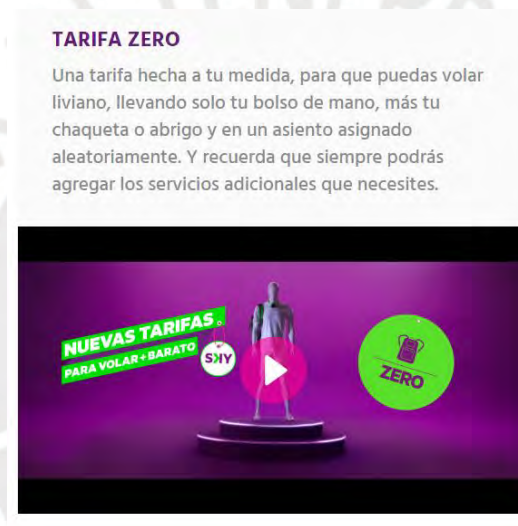 TARIFA ZERO
Una tarifa hecha a tu medida, para que puedas volar
liviano, llevando solo tu bolso de mano, más tu
chaqueta o abrigo y en un asiento asignado
aleatoriamente. Y recuerda que siempre podrás
agregar los servicios adicionales que necesites.
NUEVAS TARIFAS
PARA VOLAR + BARATO
SKY
ZERO